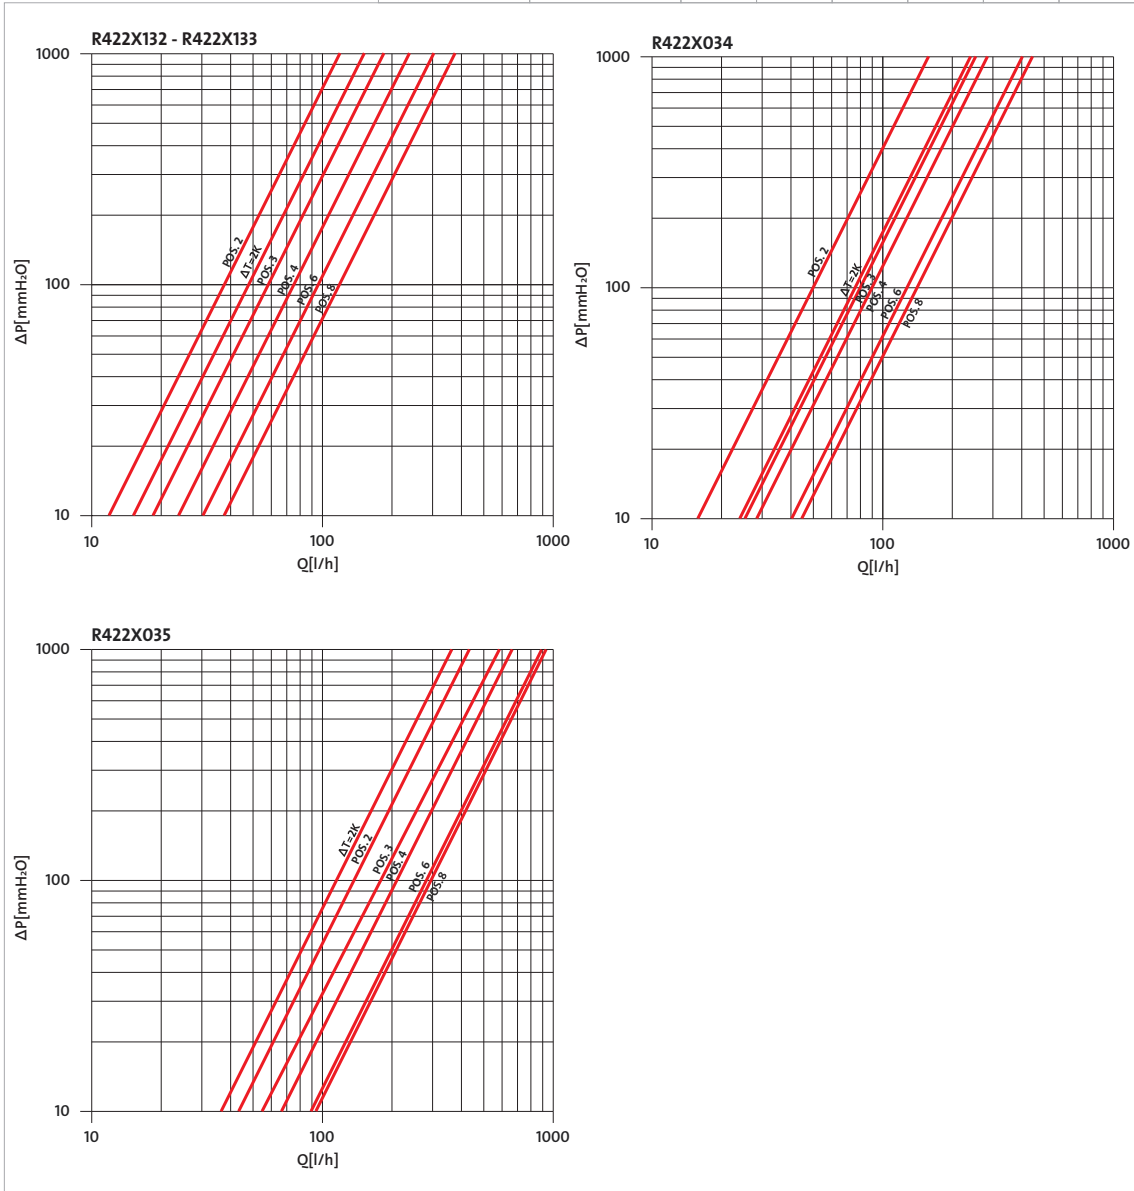 R422X132 - R422X133
1000
100
10
ΔP[mmH₂O]
POS. 2
ΔT=2K
POS. 3
POS. 4
POS. 6
POS. 8
10
100
1000
Q[l/h]
R422X034
1000
100
10
ΔP[mmH₂O]
POS. 2
ΔT=2K
POS. 3
POS. 4
POS. 6
POS. 8
10
100
1000
Q[l/h]
R422X035
1000
100
10
ΔP[mmH₂O]
ΔT=2K
POS. 2
POS. 3
POS. 4
POS. 6
POS. 8
10
100
1000
Q[l/h]